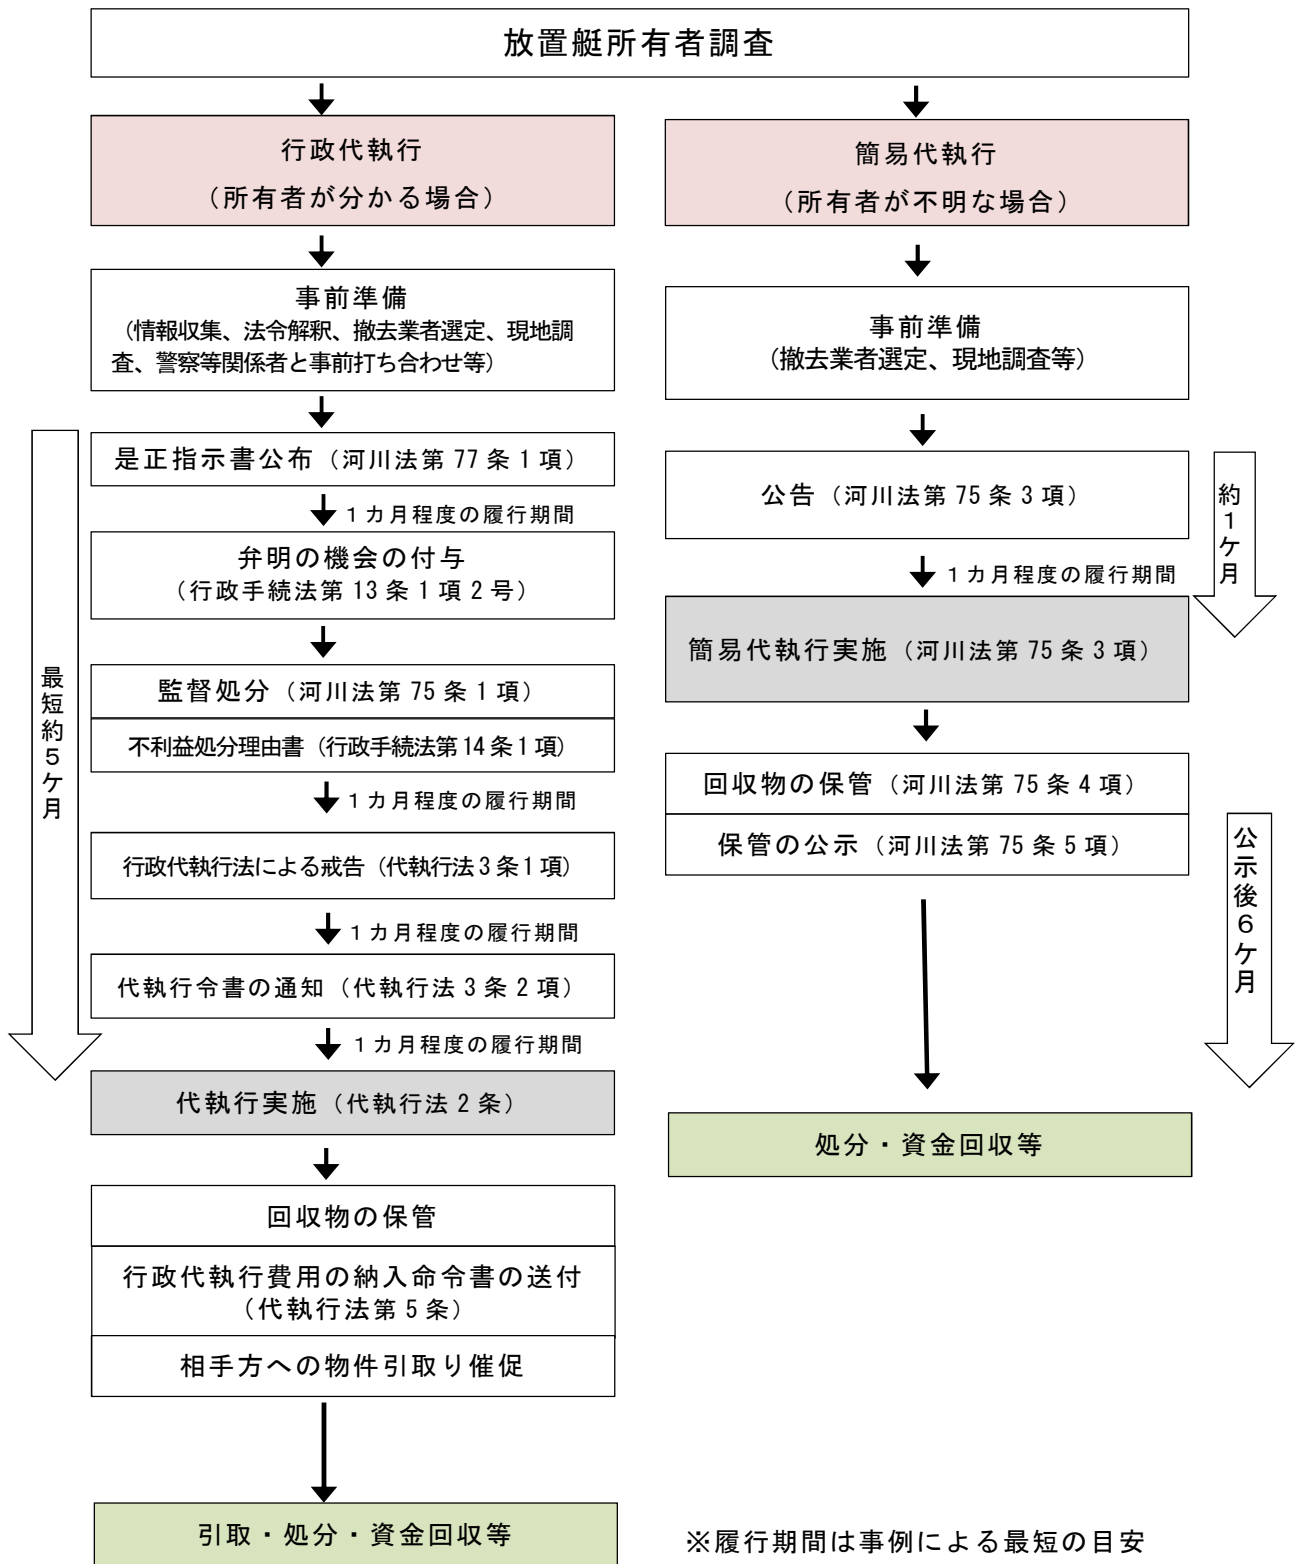 放置艇所有者調査
行政代執行
（所有者が分かる場合）
事前準備
（情報収集、法令解釈、撤去業者選定、現地調
査、警察等関係者と事前打ち合わせ等）
最短約５ケ月
是正指示書公布（河川法第 77 条 1 項）
１カ月程度の履行期間
弁明の機会の付与
（行政手続法第 13 条 1 項 2 号）
監督処分（河川法第 75 条 1 項）
不利益処分理由書（行政手続法第 14 条 1 項）
１カ月程度の履行期間
行政代執行法による戒告（代執行法 3 条 1 項）
１カ月程度の履行期間
代執行令書の通知（代執行法 3 条 2 項）
１カ月程度の履行期間
代執行実施（代執行法 2 条）
回収物の保管
行政代執行費用の納入命令書の送付
（代執行法第 5 条）
相手方への物件引取り催促
引取・処分・資金回収等
簡易代執行
（所有者が不明な場合）
事前準備
（撤去業者選定、現地調査等）
公告（河川法第 75 条 3 項）
約１ケ月
１カ月程度の履行期間
簡易代執行実施（河川法第 75 条 3 項）
回収物の保管（河川法第 75 条 4 項）
保管の公示（河川法第 75 条 5 項）
公示後６ケ月
処分・資金回収等
※履行期間は事例による最短の目安